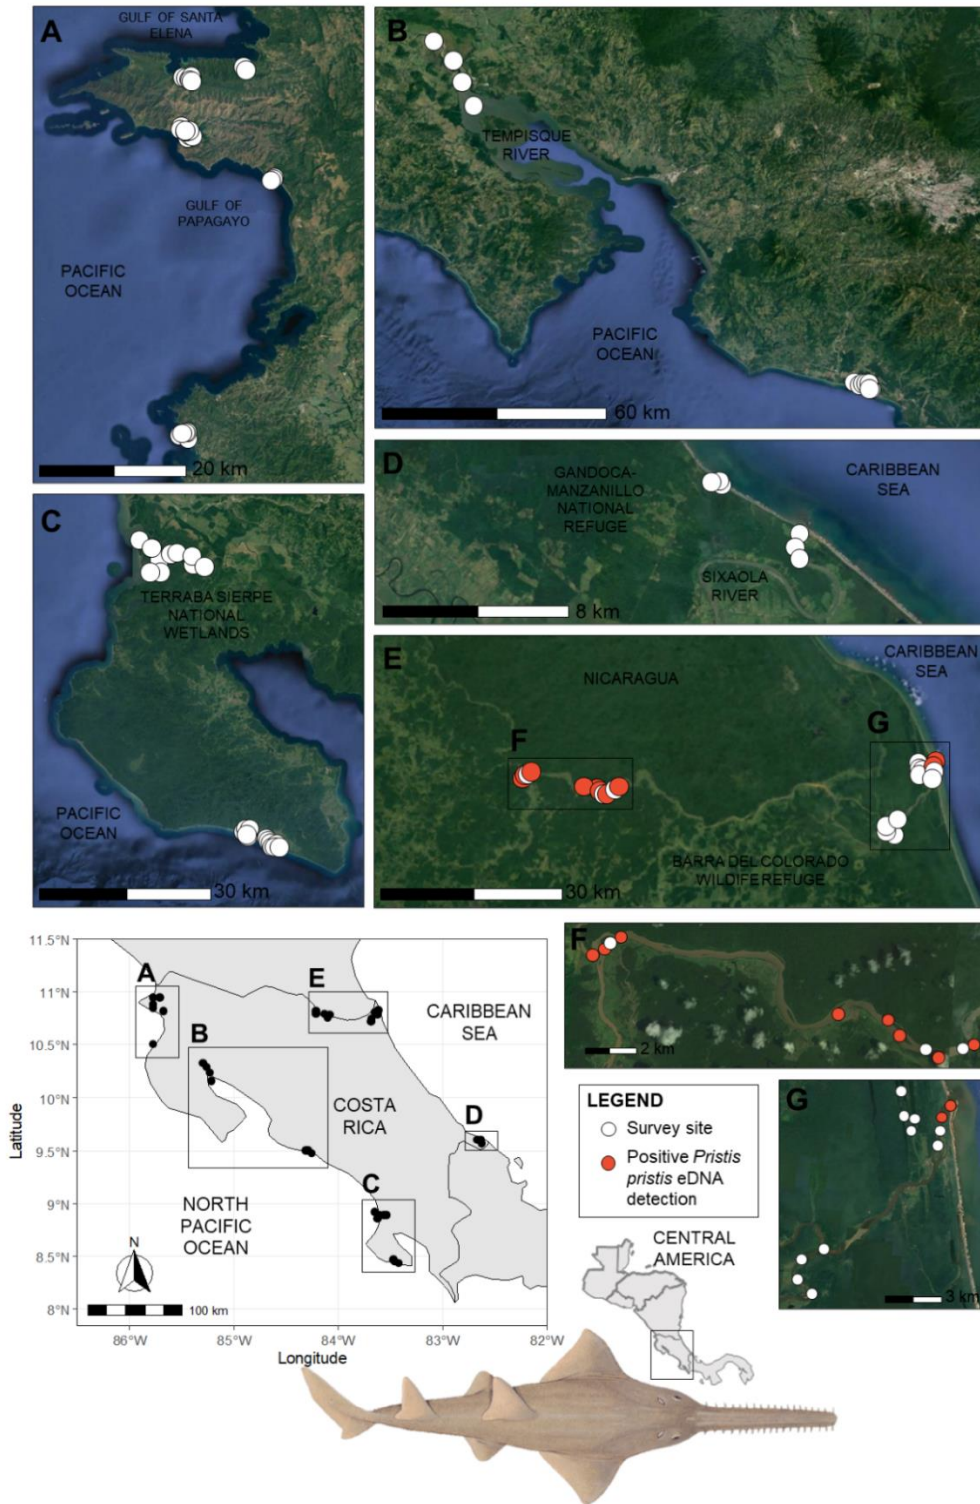 A
GULF OF SANTA
ELENA
GULF OF
PAPAGAYO
PACIFIC
OCEAN
20 km
B
TEMPISQUE
RIVER
PACIFIC
OCEAN
60 km
C
TERRABA SIERPE
NATIONAL
WETLANDS
PACIFIC
OCEAN
30 km
D
GANDOCA-
MANZANILLO
NATIONAL
REFUGE
CARIBBEAN
SEA
SIXAOLA
RIVER
8 km
E
CARIBBEAN
SEA
NICARAGUA
F
G
BARRA DEL COLORADO
WILDIFE REFUGE
30 km
11.5°N
11°N
10.5°N
10°N
9.5°N
9°N
8.5°N
8°N
Latitude
A
B
E
CARIBBEAN
SEA
COSTA
RICA
D
C
NORTH
PACIFIC
OCEAN
N
100 km
86°W
85°W
84°W
83°W
82°W
Longitude
F
2 km
LEGEND
Survey site
Positive Pristis
pristis eDNA
detection
G
3 km
CENTRAL
AMERICA